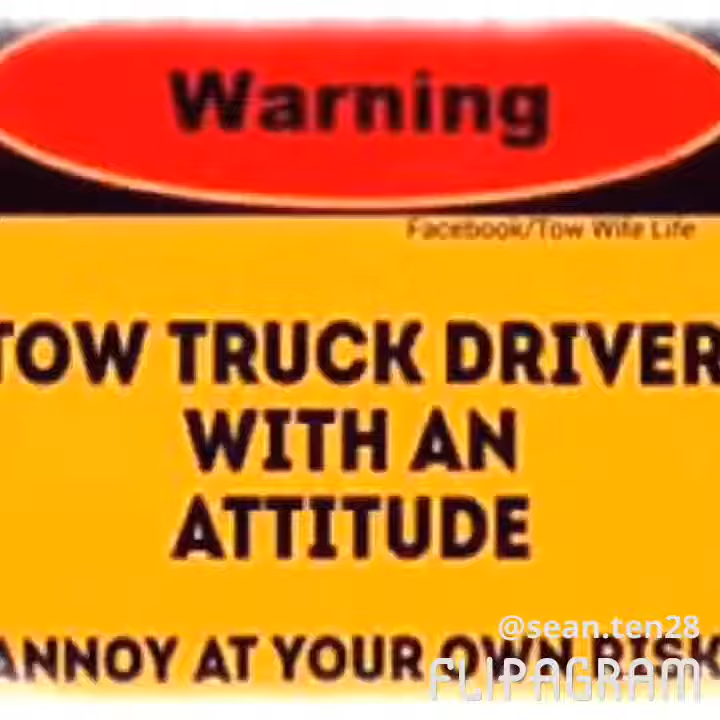 Warning
Facebook/Tow Wife Life
TOW TRUCK DRIVER
WITH AN
ATTITUDE
@sean.ten28
ANNOY AT YOUR OWN RISK
FLIPAGRAM